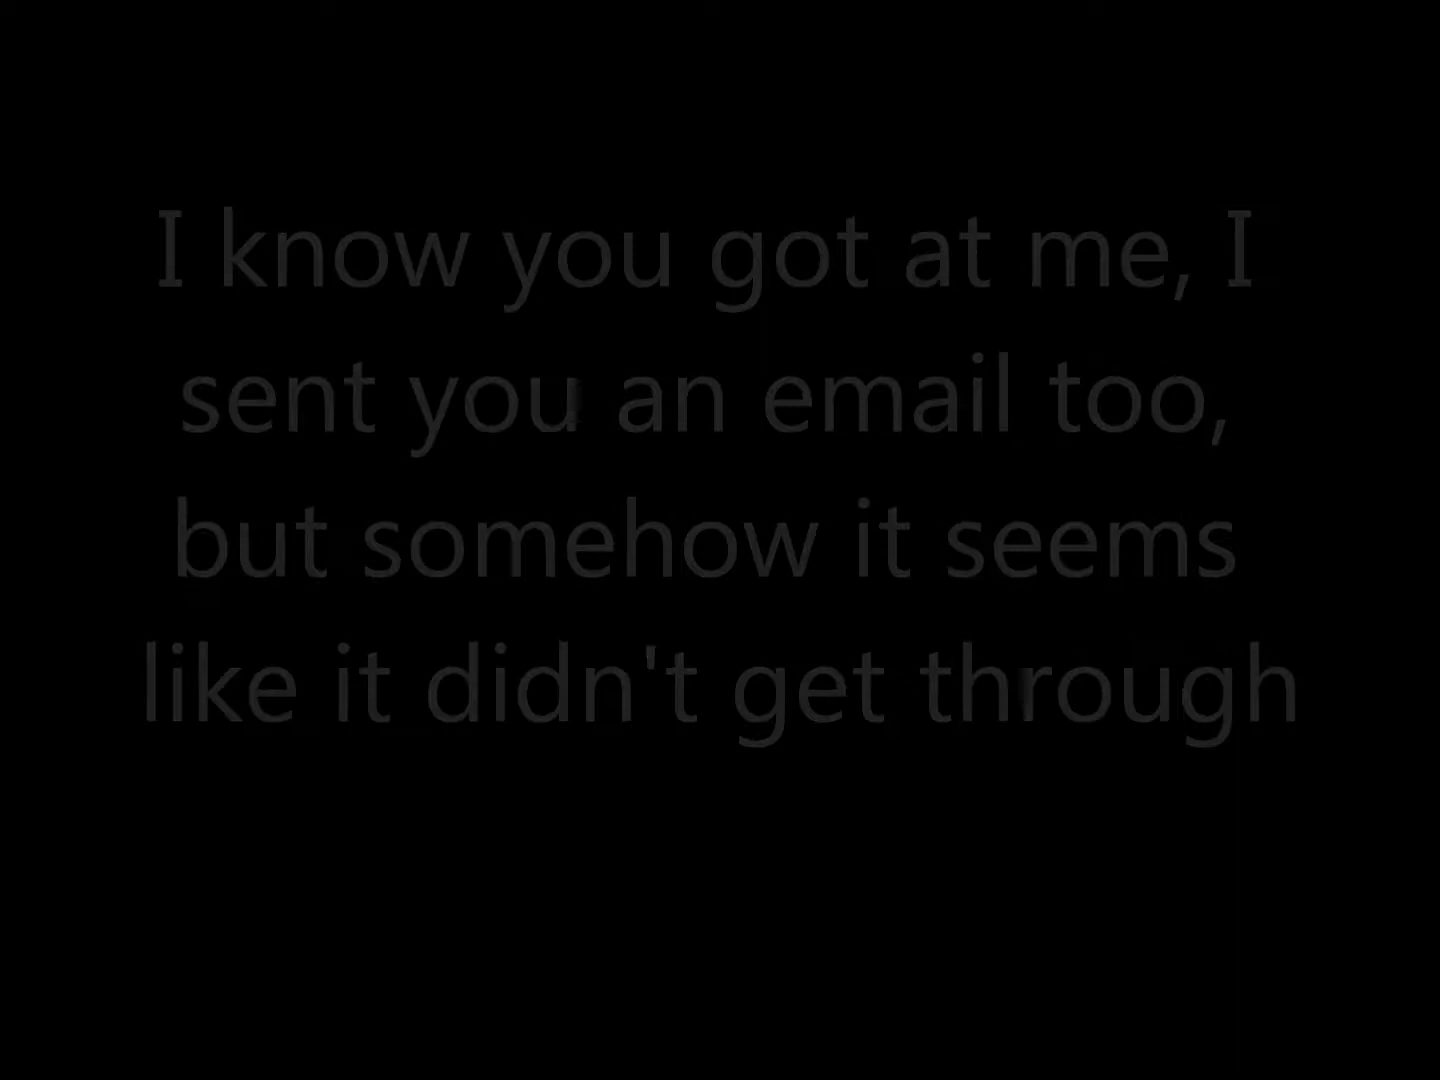 I know you got at me, I
sent you an email too,
but somehow it seems
like it didn't get through